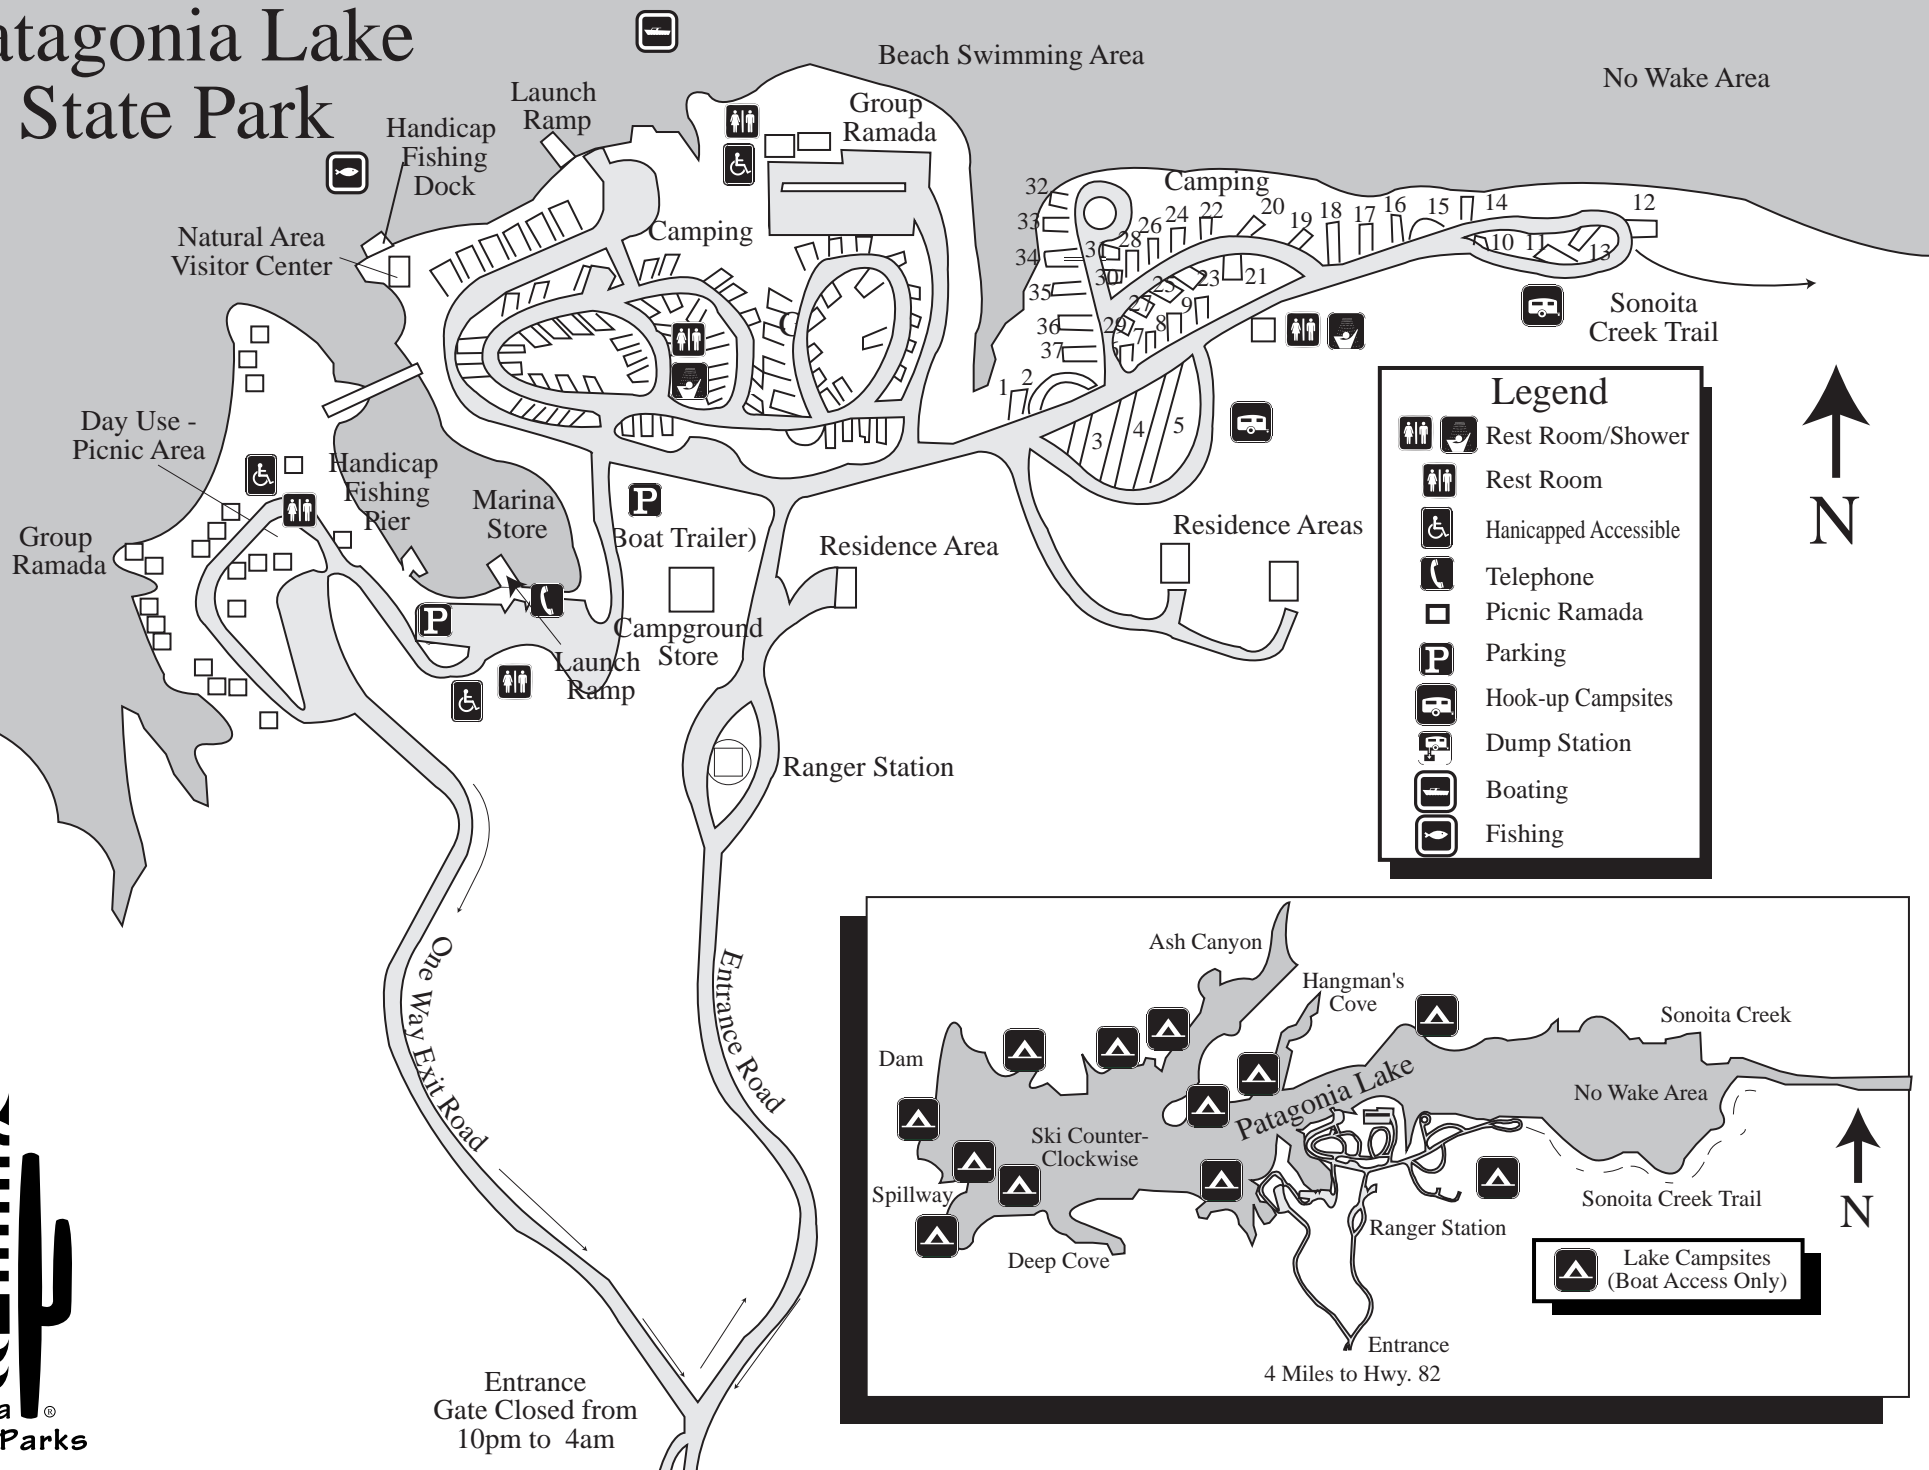 atagonia Lake
State Park
Beach Swimming Area
No Wake Area
Launch
Ramp
Group
Ramada
Handicap
Fishing
Dock
Camping
Camping
Natural Area
Visitor Center
32
33
34
35
36
37
31
30
28
26
24
22
20
19
18
17
16
15
14
12
10
11
13
29
27
25
23
21
9
8
7
6
1
2
3
4
5
Sonoita
Creek Trail
Day Use -
Picnic Area
Handicap
Fishing
Pier
Marina
Store
P
Boat Trailer)
Group
Ramada
Residence Area
Residence Areas
P
Campground
Store
Launch
Ramp
Ranger Station
One Way Exit Road
Entrance Road
Entrance
Gate Closed from
10pm to 4am
N
Legend
Rest Room/Shower
Rest Room
Hanicapped Accessible
Telephone
Picnic Ramada
P
Parking
Hook-up Campsites
Dump Station
Boating
Fishing
Ash Canyon
Hangman's
Cove
Sonoita Creek
Dam
Patagonia Lake
No Wake Area
Ski Counter-
Clockwise
Spillway
Deep Cove
Sonoita Creek Trail
N
Ranger Station
Lake Campsites
(Boat Access Only)
Entrance
4 Miles to Hwy. 82
a ®
Parks